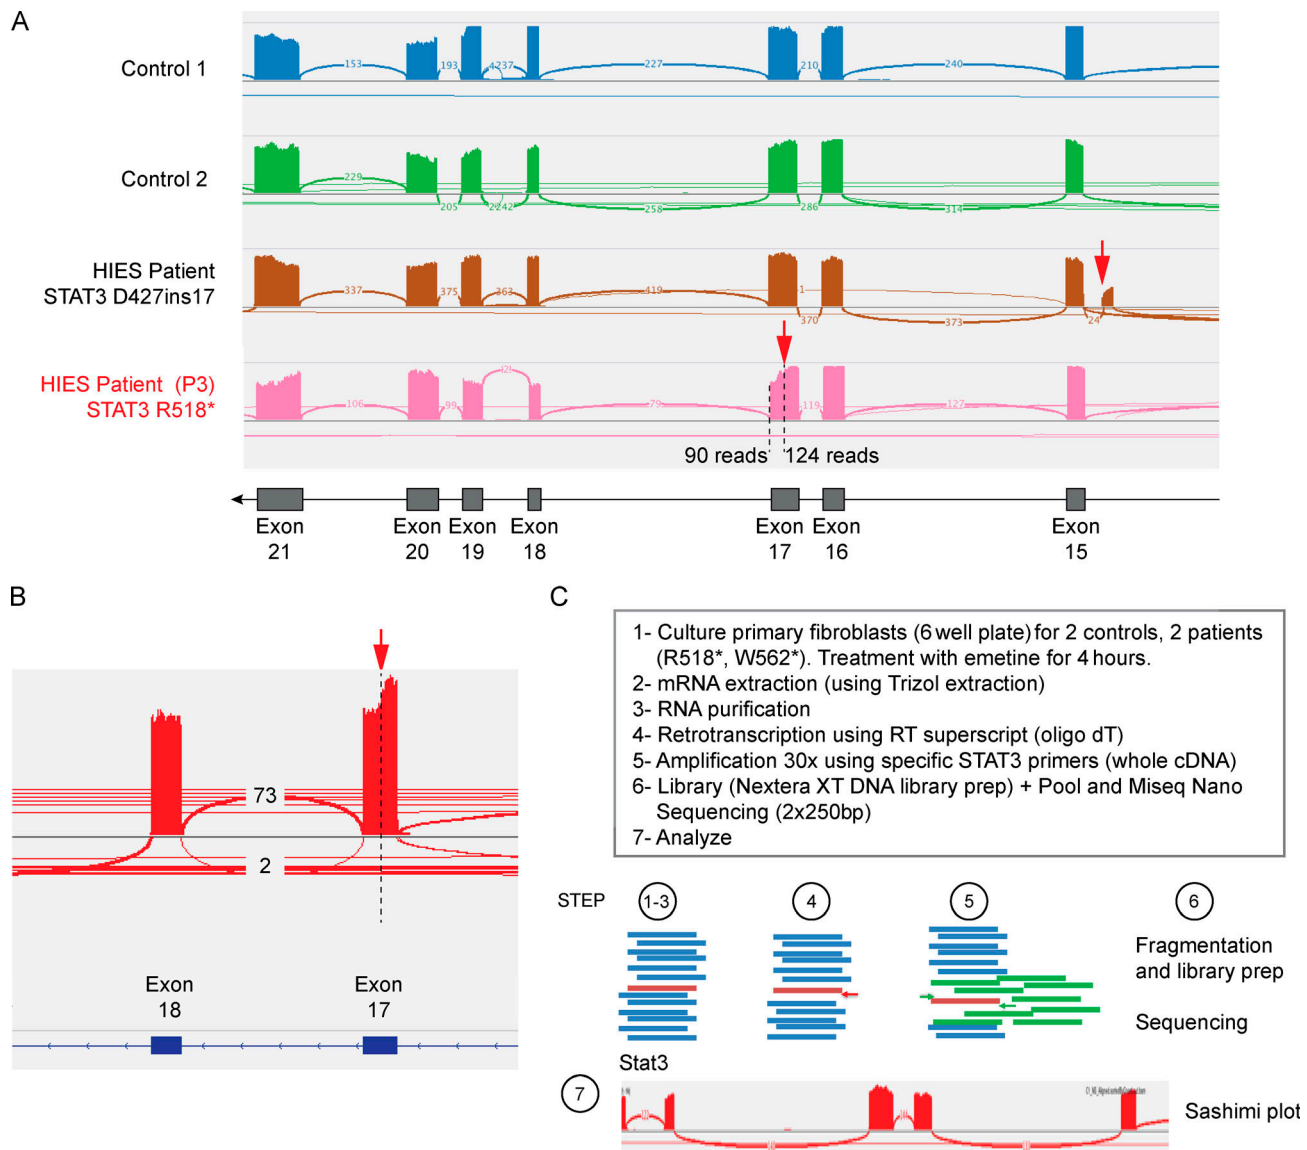 A
Control 1
153
193
4237
227
210
240
Control 2
229
205
2242
258
286
314
HIES Patient
STAT3 D427ins17
337
375
363
419
1
370
373
24
HIES Patient (P3)
STAT3 R518*
106
99
121
79
119
127
90 reads
124 reads
Exon
21
Exon
20
Exon
19
Exon
18
Exon
17
Exon
16
Exon
15
B
73
2
Exon
18
Exon
17
C
1- Culture primary fibroblasts (6 well plate) for 2 controls, 2 patients
(R518*, W562*). Treatment with emetine for 4 hours.
2- mRNA extraction (using Trizol extraction)
3- RNA purification
4- Retrotranscription using RT superscript (oligo dT)
5- Amplification 30x using specific STAT3 primers (whole cDNA)
6- Library (Nextera XT DNA library prep) + Pool and Miseq Nano
Sequencing (2x250bp)
7- Analyze
STEP
1-3
4
5
6
Fragmentation
and library prep
Sequencing
Stat3
7
Sashimi plot